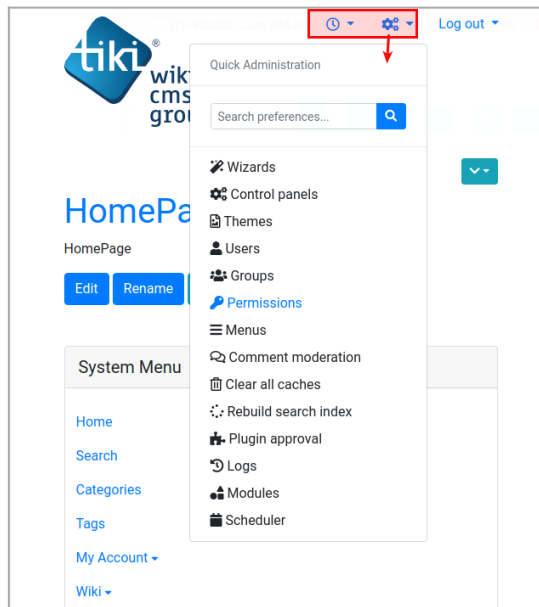 Log out
tiki®
Quick Administration
wik
cms
grou
Search preferences...
Wizards
Control panels
HomePa
Themes
HomePage
Users
Groups
Edit
Rename
Permissions
Menus
Comment moderation
System Menu
Clear all caches
Rebuild search index
Home
Plugin approval
Search
Logs
Categories
Modules
Tags
Scheduler
My Account
Wiki